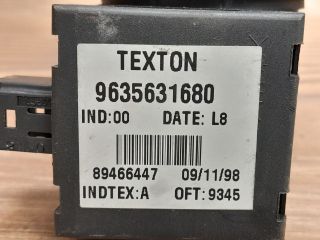 TEXTON
9635631680
IND:00 DATE: L8
89466447 09/11/98
INDTEX:A OFT:9345